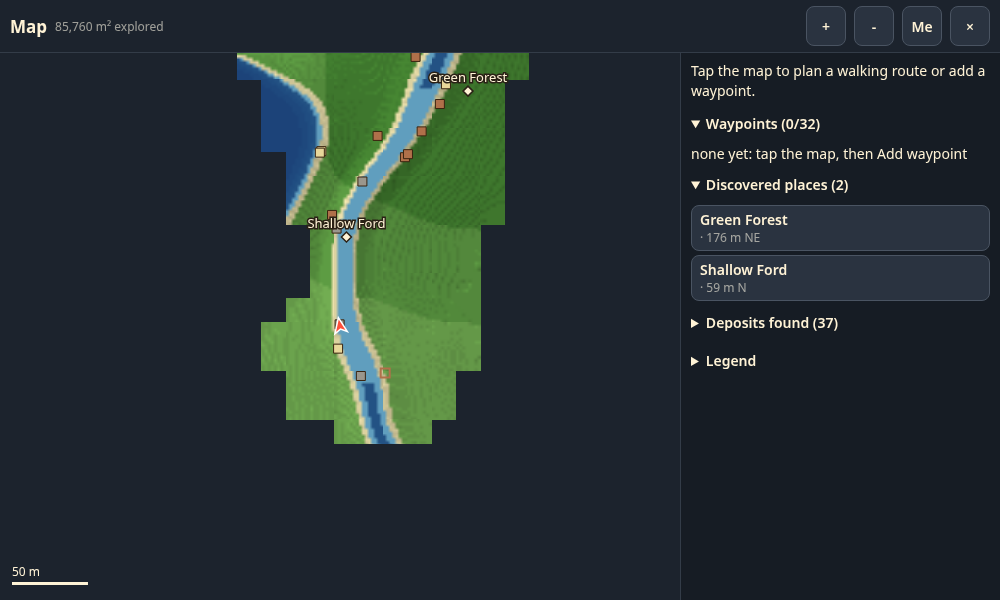 Map 85,760 m² explored
+ - Me ×
Green Forest
Shallow Ford
50 m
Tap the map to plan a walking route or add a
waypoint.
▼ Waypoints (0/32)
none yet: tap the map, then Add waypoint
▼ Discovered places (2)
Green Forest
· 176 m NE
Shallow Ford
· 59 m N
▶ Deposits found (37)
▶ Legend